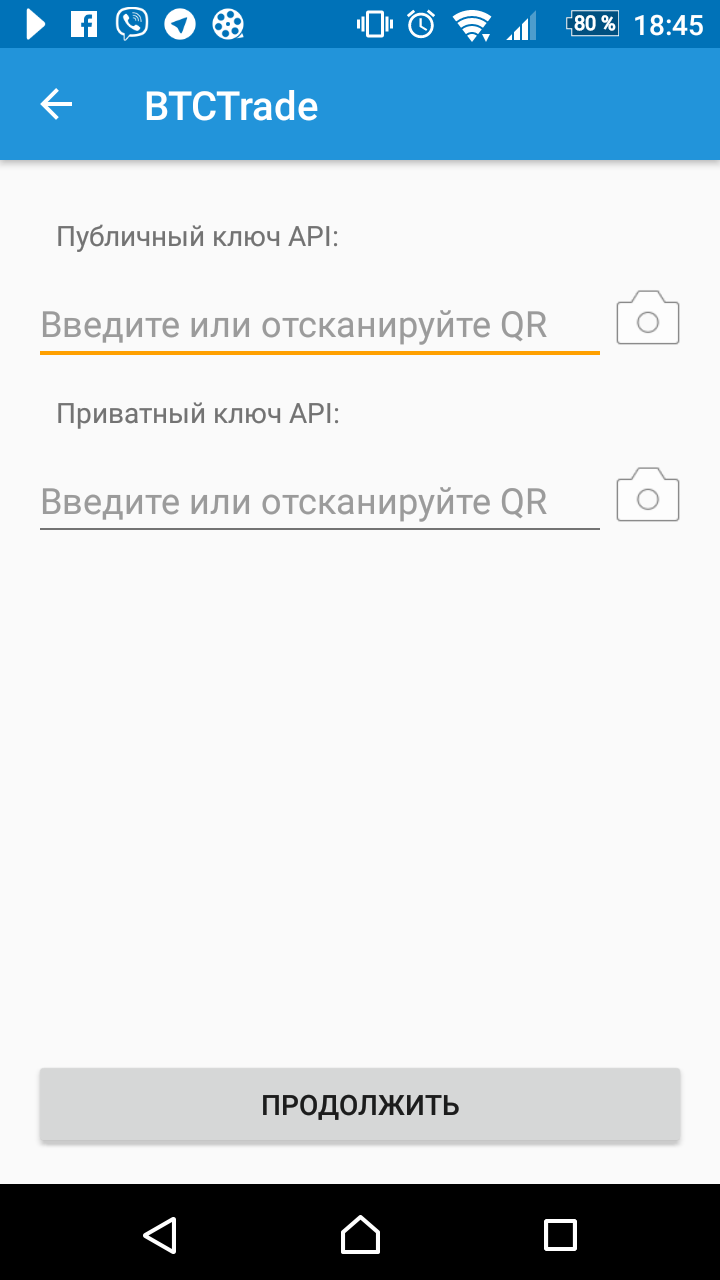 80 % 18:45
BTCTrade
Публичный ключ API:
Введите или отсканируйте QR
Приватный ключ API:
Введите или отсканируйте QR
ПРОДОЛЖИТЬ